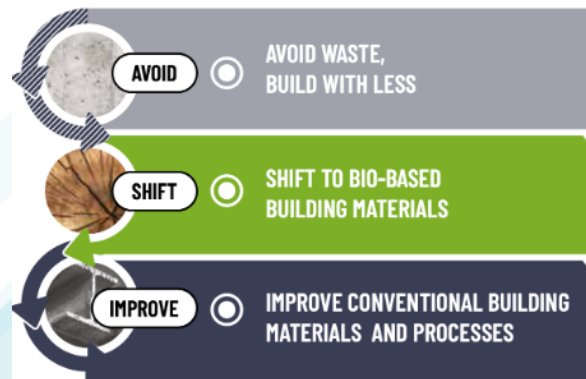 AVOID
AVOID WASTE,
BUILD WITH LESS
SHIFT
SHIFT TO BIO-BASED
BUILDING MATERIALS
IMPROVE
IMPROVE CONVENTIONAL BUILDING
MATERIALS AND PROCESSES